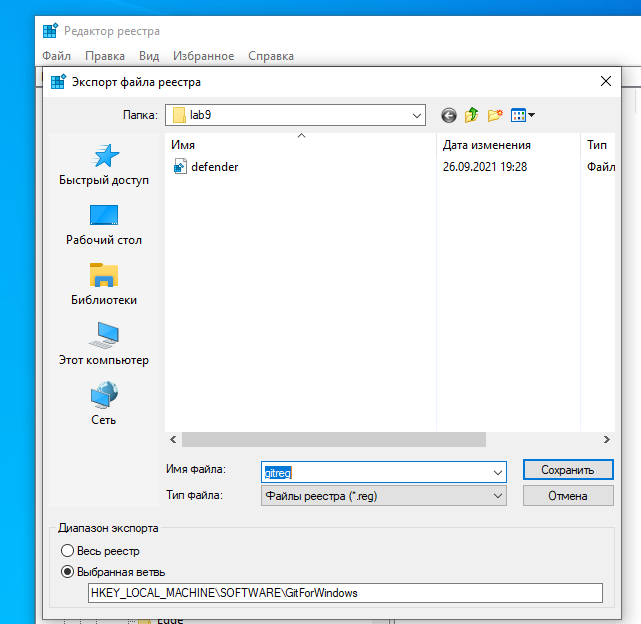 Редактор реестра
Файл Правка Вид Избранное Справка
Экспорт файла реестра
Папка: lab9
Имя Дата изменения Тип
defender 26.09.2021 19:28 Файл
Быстрый доступ
Рабочий стол
Библиотеки
Этот компьютер
Сеть
Имя файла: gitreg Сохранить
Тип файла: Файлы реестра (*.reg) Отмена
Диапазон экспорта
Весь реестр
Выбранная ветвь
HKEY_LOCAL_MACHINE\SOFTWARE\GitForWindows
Edge